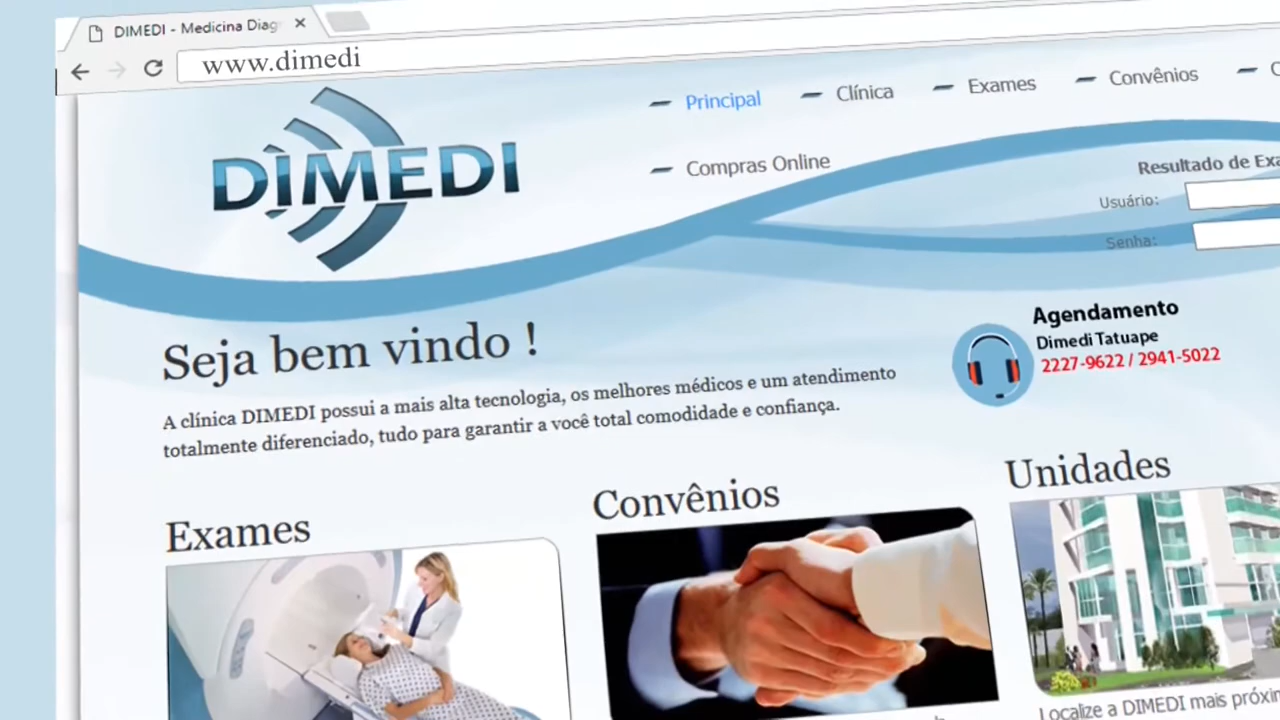 DIMEDI - Medicina Diag
www.dimedi
Principal
Clínica
Exames
Convênios
DIMEDI
Compras Online
Resultado de Exa
Usuário:
Senha:
Seja bem vindo !
A clínica DIMEDI possui a mais alta tecnologia, os melhores médicos e um atendimento
totalmente diferenciado, tudo para garantir a você total comodidade e confiança.
Agendamento
Dimedi Tatuape
2227-9622 / 2941-5022
Exames
Convênios
Unidades
Localize a DIMEDI mais próxim